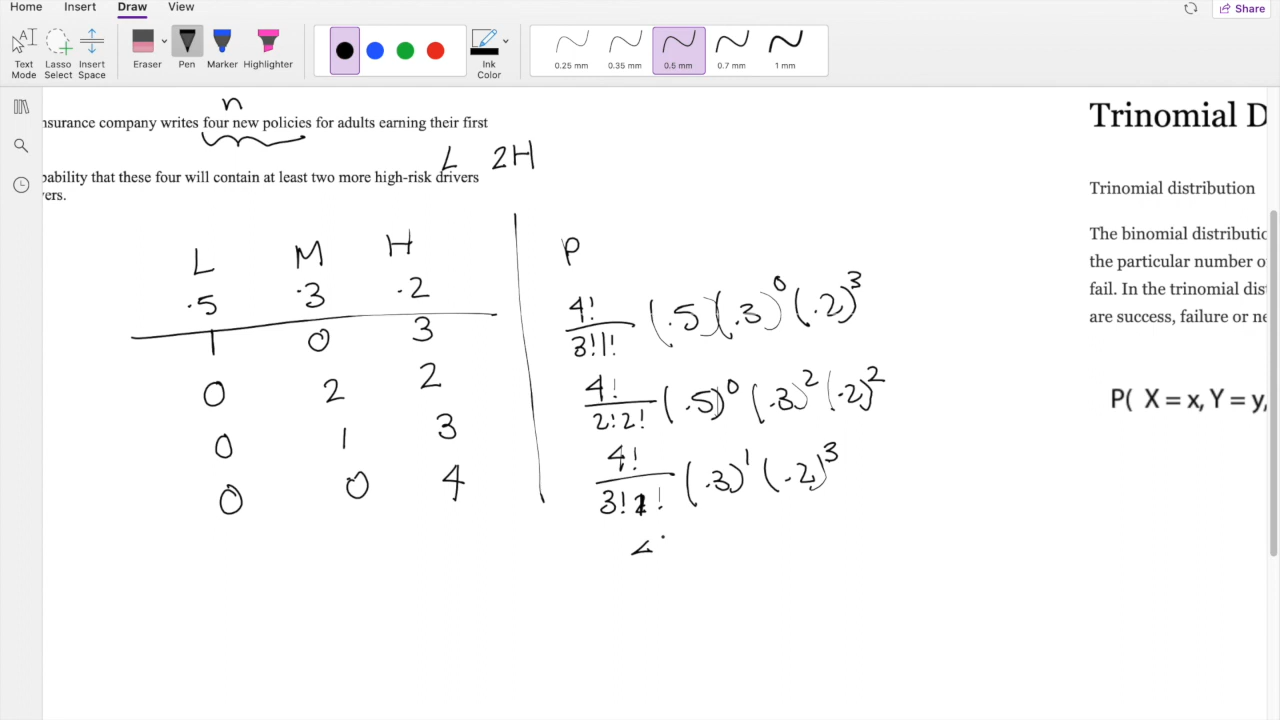 Home Insert Draw View
Share
Text Mode
Lasso Select
Insert Space
Eraser
Pen
Marker
Highlighter
Ink Color
0.25 mm
0.35 mm
0.5 mm
0.7 mm
1 mm
n
nsurance company writes four new policies for adults earning their first
L 2H
bability that these four will contain at least two more high-risk drivers
vers.
L M H P
.5 .3 .2
1 0 3 4!/3!1! (.5)(.3)^0 (.2)^3
0 2 2 4!/2!2! (.5)^0 (.3)^2 (.2)^2
0 1 3 4!/3!1! (.3)^1 (.2)^3
0 0 4
Trinomial D
Trinomial distribution
The binomial distributio
the particular number o
fail. In the trinomial dis
are success, failure or ne
P( X = x, Y = y,